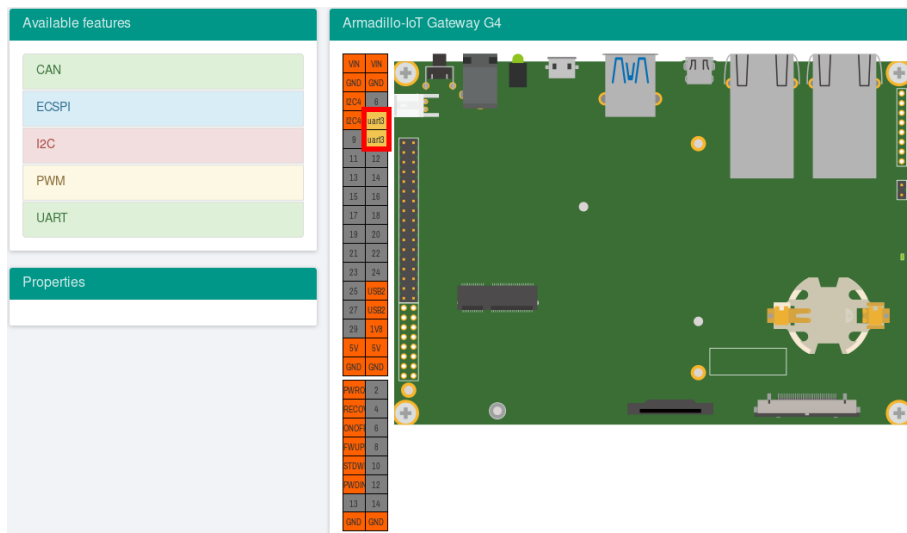 Available features
CAN
ECSPI
I2C
PWM
UART
Properties
Armadillo-IoT Gateway G4
VIN VIN
GND GND
I2C4 6
I2C4 uart3
9 uart3
11 12
13 14
15 16
17 18
19 20
21 22
23 24
25 USB2
27 USB2
29 1V8
5V 5V
GND GND
PWRO 2
RECOV 4
ONOFF 6
FWUP 8
STDW 10
PWDIN 12
13 14
GND GND